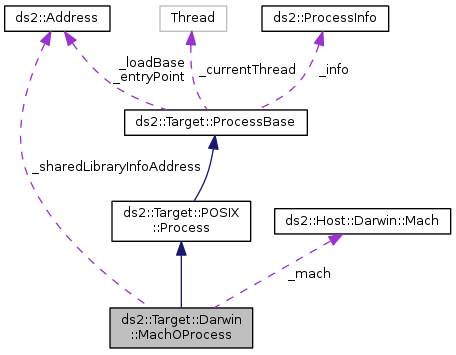 ds2::Address
Thread
ds2::ProcessInfo
_loadBase
_entryPoint
_currentThread
_info
ds2::Target::ProcessBase
_sharedLibraryInfoAddress
ds2::Target::POSIX
::Process
ds2::Host::Darwin::Mach
_mach
ds2::Target::Darwin
::MachOProcess